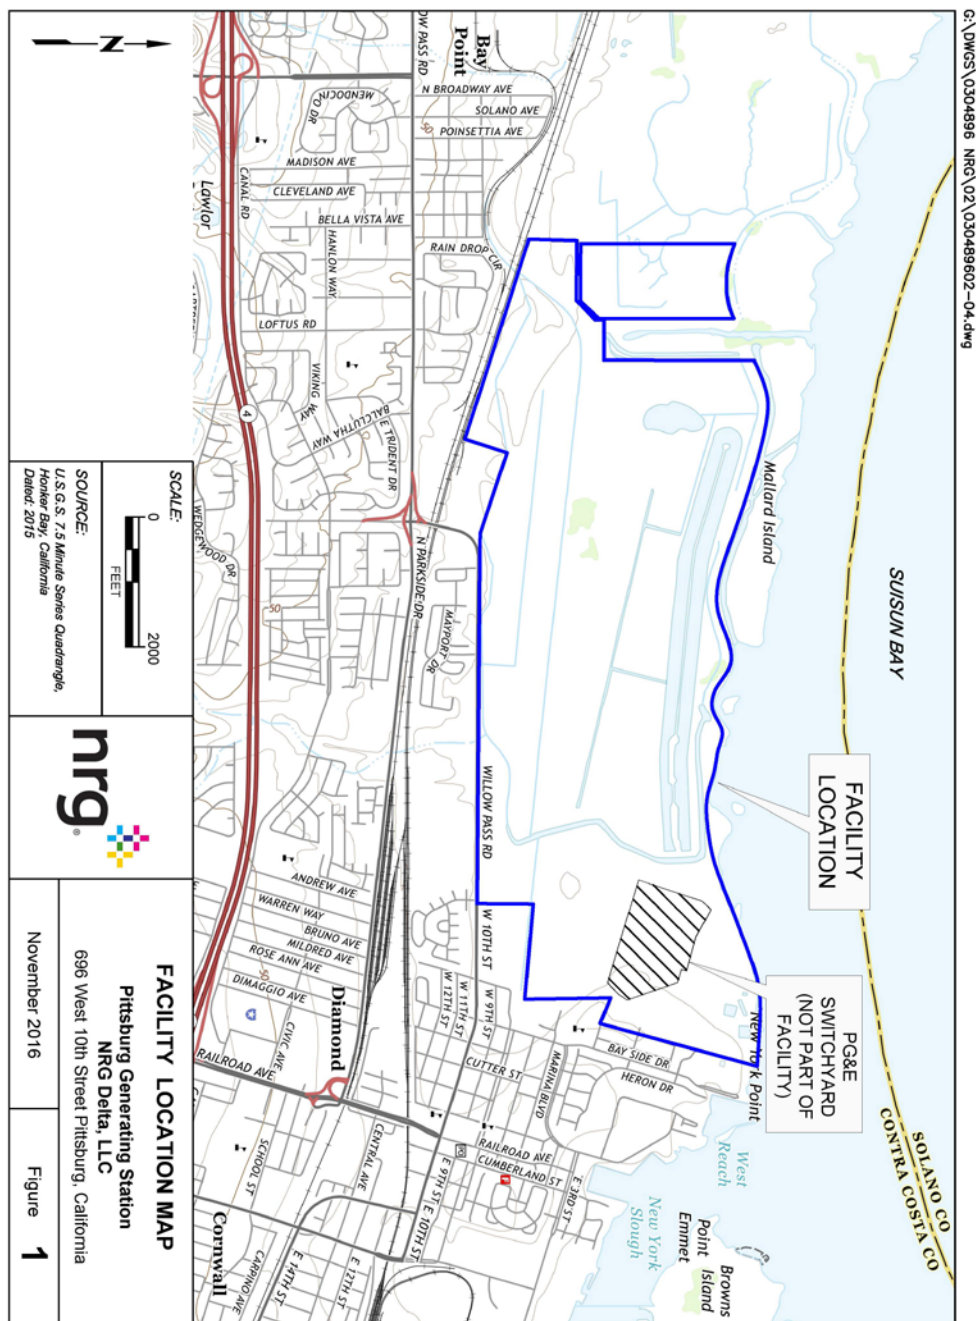 G:\DWGS\0304896 NRG\02\030489602-04.dwg
SUISUN BAY
SOLANO CO
CONTRA COSTA CO
FACILITY
LOCATION
PG&E
SWITCHYARD
(NOT PART OF
FACILITY)
Mallard Island
New York Point
West
Reach
New York
Slough
Point
Emmet
Browns
Island
Bay
Point
OW PASS RD
N BROADWAY AVE
SOLANO AVE
POINSETTIA AVE
50
MENDOCIN
O DR
MADISON AVE
CLEVELAND AVE
BELLA VISTA AVE
CANAL RD
HANLON WAY
RAIN DROP CIR
LOFTUS RD
Lawlor
VIKING WAY
BALCLUTHA WAY
E TRIDENT DR
4
WEDGEWOOD DR
50
N PARKSIDE DR
MAYPORT DR
WILLOW PASS RD
W 10TH ST
W 9TH ST
W 11TH ST
W 12TH ST
ANDREW AVE
WARREN WAY
BRUNO AVE
MILDRED AVE
ROSE ANN AVE
50
DIMAGGIO AVE
CIVIC AVE
RAILROAD AVE
Diamond
CUTTER ST
MARINA BLVD
BAY SIDE DR
HERON DR
RAILROAD AVE
CUMBERLAND ST
E 3RD ST
PO
E 9TH ST
E 10TH ST
CENTRAL AVE
SCHOOL ST
E 12TH ST
E 14TH ST
CARPINO AVE
Cornwall
N
SCALE:
0
2000
FEET
SOURCE:
U.S.G.S. 7.5 Minute Series Quadrangle,
Honker Bay, California
Dated: 2015
nrg®
FACILITY LOCATION MAP
Pittsburg Generating Station
NRG Delta, LLC
696 West 10th Street Pittsburg, California
November 2016
Figure
1